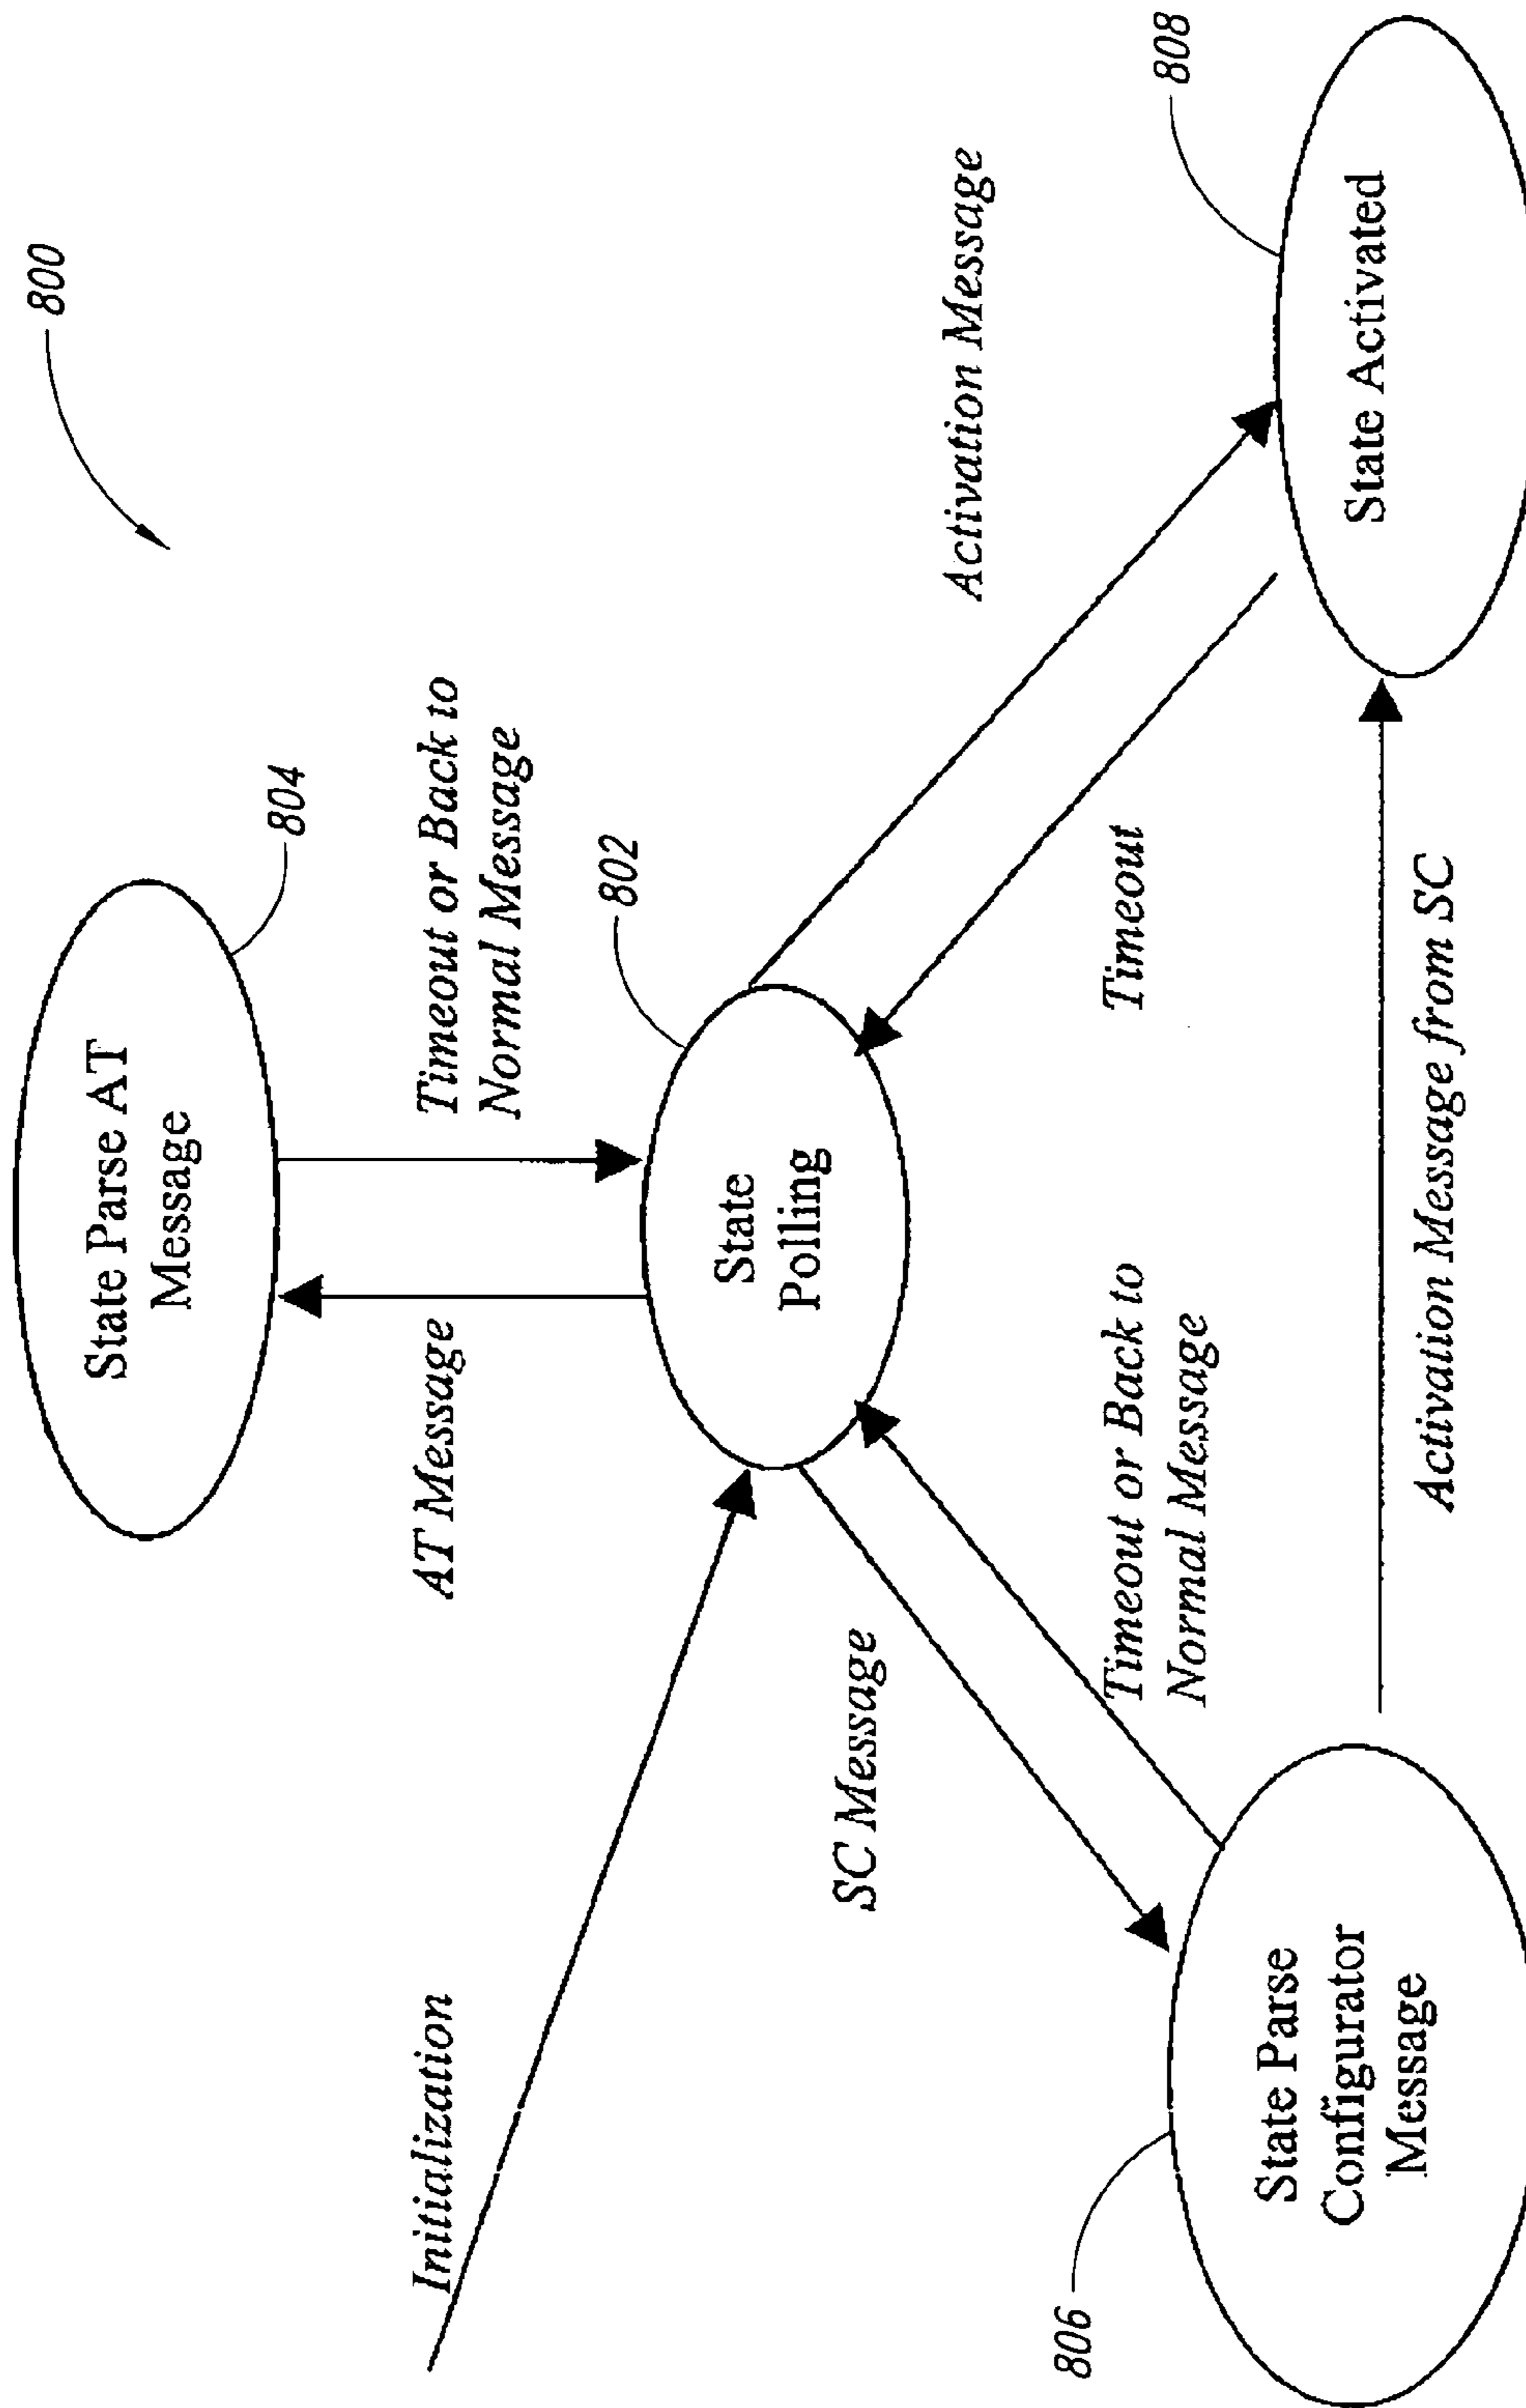 800
State Parse AT
Message
804
AT Message
Timeout or Back to
Normal Message
Initialization
802
State
Polling
SC Message
Activation Message
808
Timeout or Back to
Normal Message
Timeout
806
State Parse
Configurator
Message
State Activated
Activation Message from SC